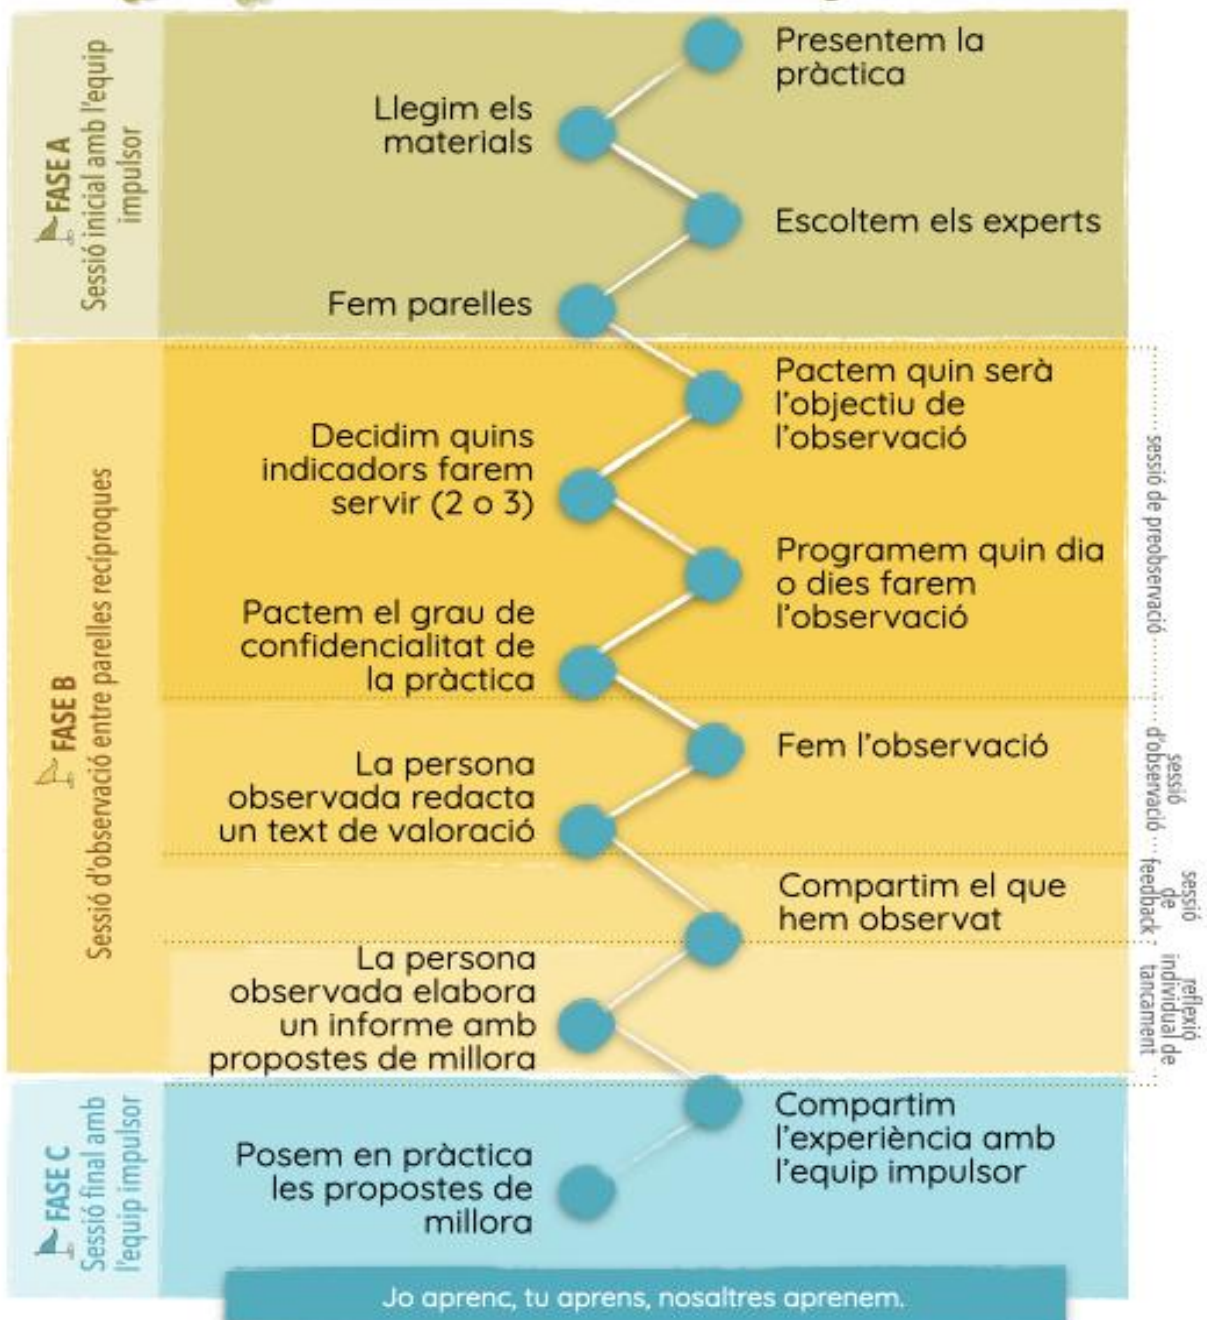 FASE A
Sessió inicial amb l'equip
impulsor
Presentem la
pràctica
Llegim els
materials
Escoltem els experts
Fem parelles
FASE B
Sessió d'observació entre parelles recíproques
Pactem quin serà
l'objectiu de
l'observació
Decidim quins
indicadors farem
servir (2 o 3)
Programem quin dia
o dies farem
l'observació
Pactem el grau de
confidencialitat de
la pràctica
sessió de preobservació
Fem l'observació
La persona
observada redacta
un text de valoració
sessió
d'observació
Compartim el que
hem observat
sessió
de
feedback
La persona
observada elabora
un informe amb
propostes de millora
reflexió
individual de
tancament
FASE C
Sessió final amb
l'equip impulsor
Compartim
l'experiència amb
l'equip impulsor
Posem en pràctica
les propostes de
millora
Jo aprenc, tu aprens, nosaltres aprenem.